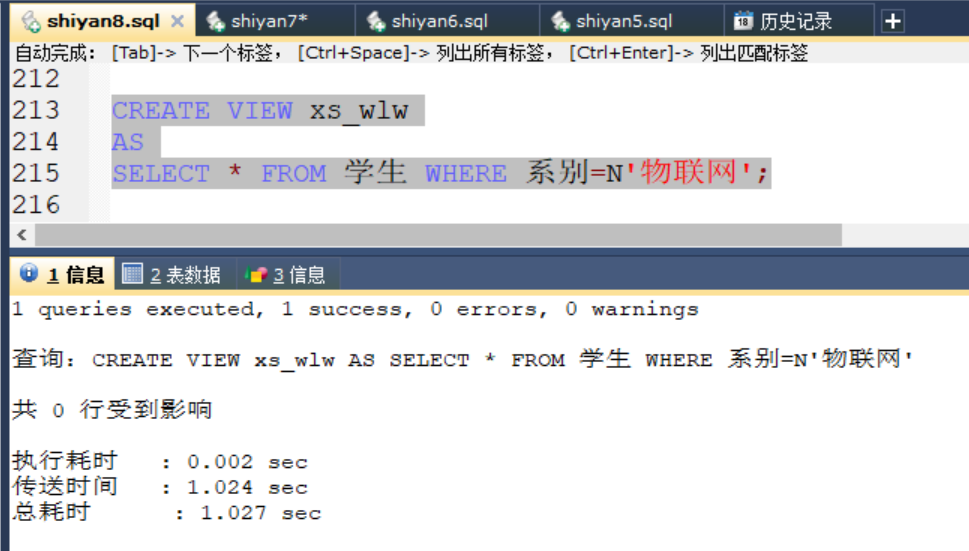 shiyan8.sql × shiyan7* shiyan6.sql shiyan5.sql 18 历史记录 +
自动完成: [Tab]-> 下一个标签, [Ctrl+Space]-> 列出所有标签, [Ctrl+Enter]-> 列出匹配标签
212
213 CREATE VIEW xs_wlw
214 AS
215 SELECT * FROM 学生 WHERE 系别=N'物联网';
216
1 信息 2 表数据 3 信息
1 queries executed, 1 success, 0 errors, 0 warnings
查询: CREATE VIEW xs_wlw AS SELECT * FROM 学生 WHERE 系别=N'物联网'
共 0 行受到影响
执行耗时 : 0.002 sec
传送时间 : 1.024 sec
总耗时 : 1.027 sec